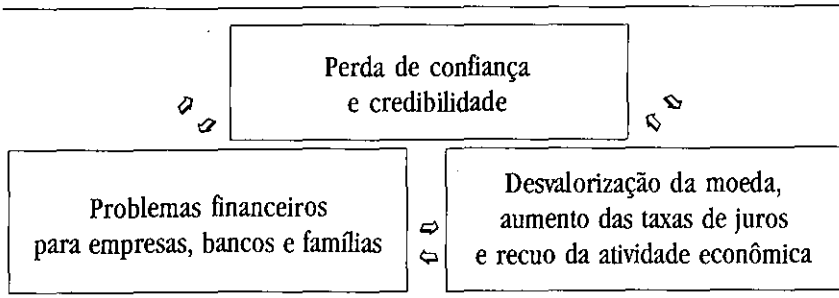 Perda de confiança
e credibilidade
Problemas financeiros
para empresas, bancos e famílias
Desvalorização da moeda,
aumento das taxas de juros
e recuo da atividade econômica